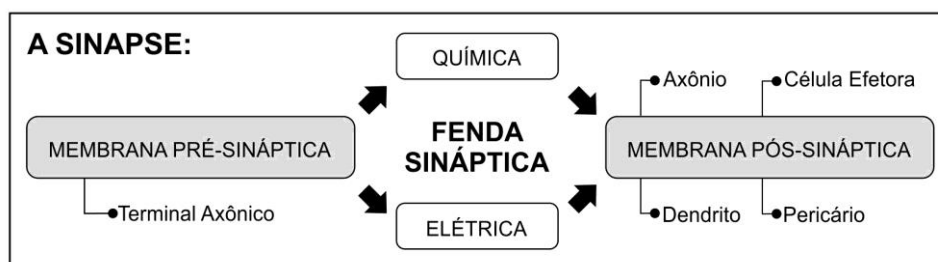 A SINAPSE:
QUÍMICA
MEMBRANA PRÉ-SINÁPTICA
Terminal Axônico
FENDA
SINÁPTICA
ELÉTRICA
Axônio
Célula Efetora
MEMBRANA PÓS-SINÁPTICA
Dendrito
Pericário